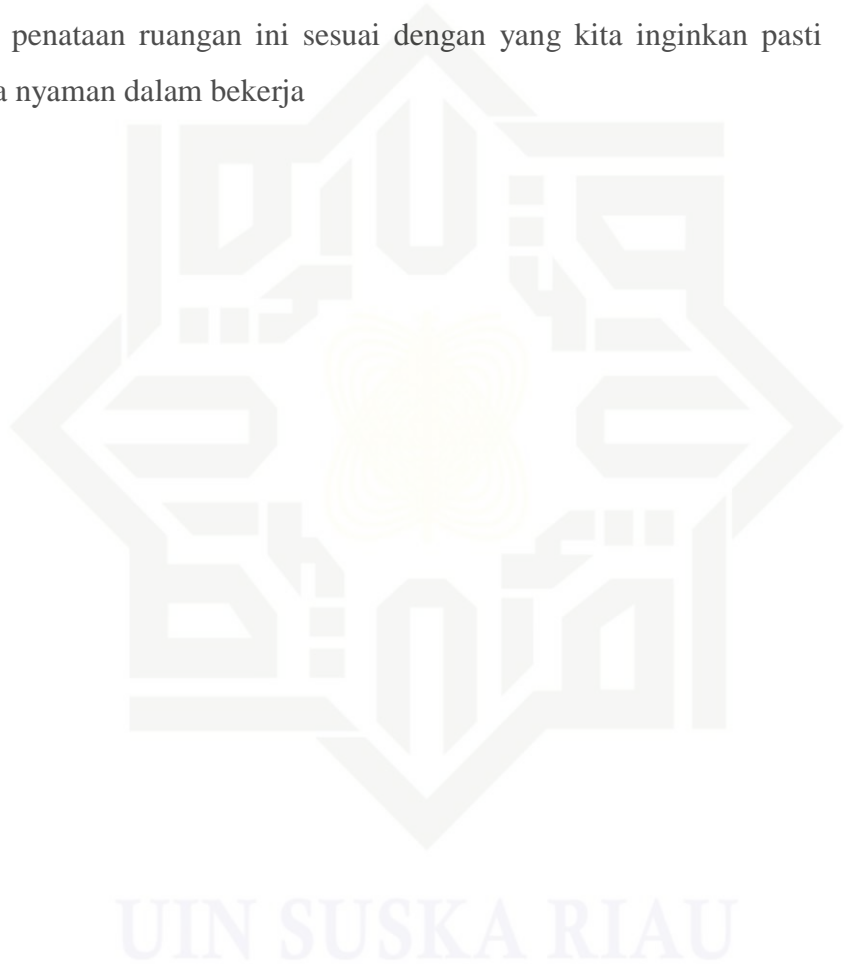 penataan ruangan ini sesuai dengan yang kita inginkan pasti
nyaman dalam bekerja
UIN SUSKA RIAU